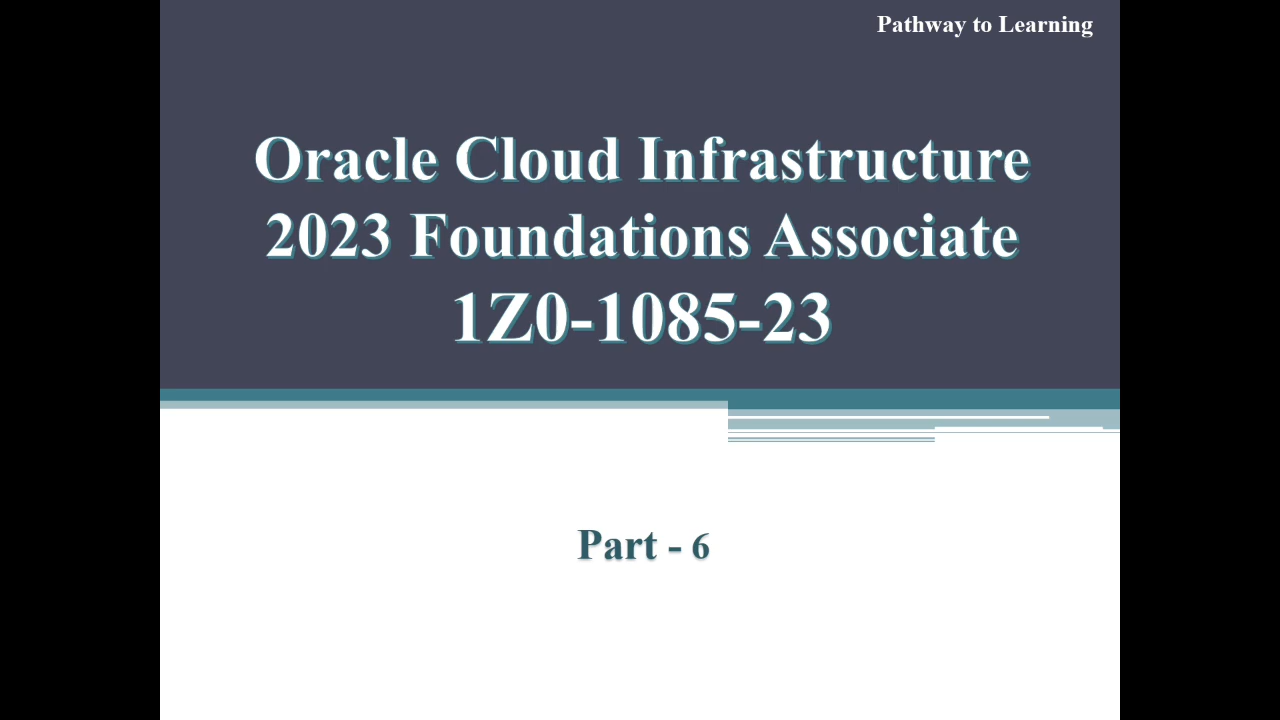 Pathway to Learning
Oracle Cloud Infrastructure
2023 Foundations Associate
1Z0-1085-23
Part - 6